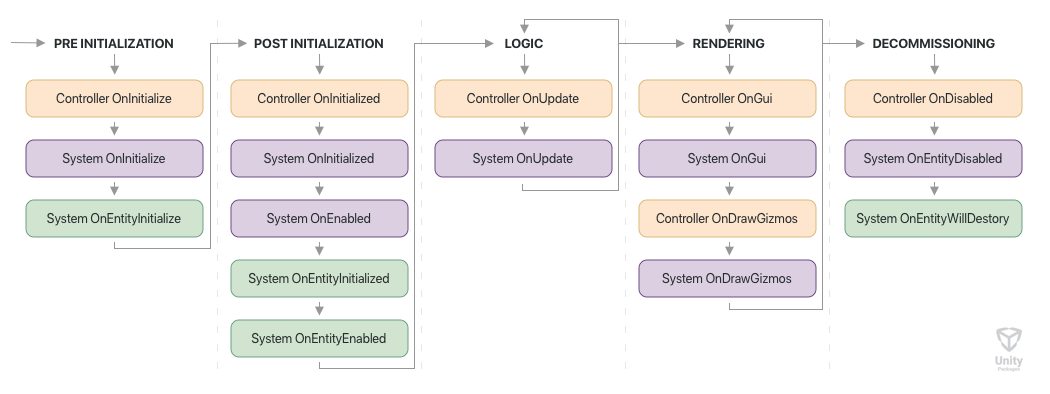 PRE INITIALIZATION
Controller OnInitialize
System OnInitialize
System OnEntityInitialize
POST INITIALIZATION
Controller OnInitialized
System OnInitialized
System OnEnabled
System OnEntityInitialized
System OnEntityEnabled
LOGIC
Controller OnUpdate
System OnUpdate
RENDERING
Controller OnGui
System OnGui
Controller OnDrawGizmos
System OnDrawGizmos
DECOMMISSIONING
Controller OnDisabled
System OnEntityDisabled
System OnEntityWillDestory
Unity
Packages